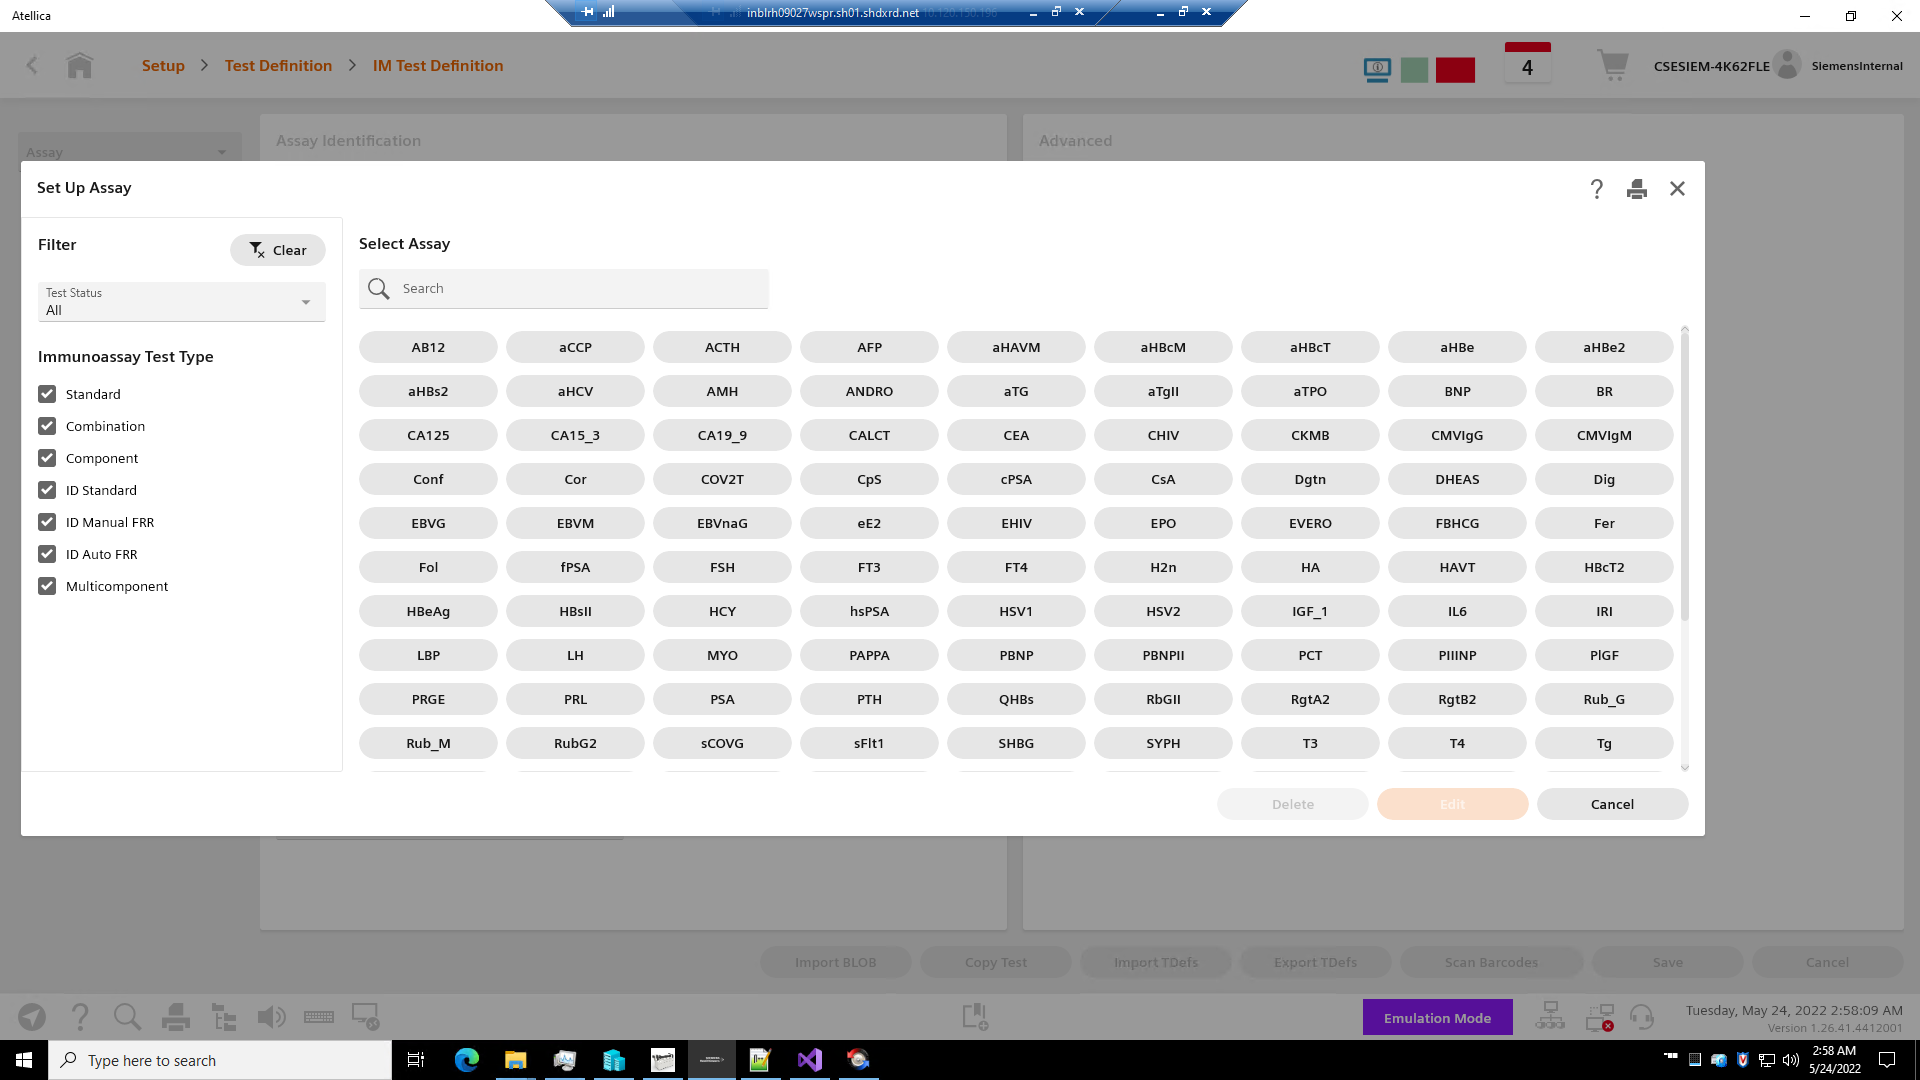 Atellica
inblrh09027wspr.sh01.shdxrd.net 10.120.150.196
Setup > Test Definition > IM Test Definition
4
CSESIEM-4K62FLE
SiemensInternal
Assay
Assay Identification
Advanced
Set Up Assay
Filter
Clear
Test Status
All
Immunoassay Test Type
Standard
Combination
Component
ID Standard
ID Manual FRR
ID Auto FRR
Multicomponent
Select Assay
Search
AB12 aCCP ACTH AFP aHAVM aHBcM aHBcT aHBe aHBe2
aHBs2 aHCV AMH ANDRO aTG aTgII aTPO BNP BR
CA125 CA15_3 CA19_9 CALCT CEA CHIV CKMB CMVIgG CMVIgM
Conf Cor COV2T CpS cPSA CsA Dgtn DHEAS Dig
EBVG EBVM EBVnaG eE2 EHIV EPO EVERO FBHCG Fer
Fol fPSA FSH FT3 FT4 H2n HA HAVT HBcT2
HBeAg HBsII HCY hsPSA HSV1 HSV2 IGF_1 IL6 IRI
LBP LH MYO PAPPA PBNP PBNPII PCT PIIINP PlGF
PRGE PRL PSA PTH QHBs RbGII RgtA2 RgtB2 Rub_G
Rub_M RubG2 sCOVG sFlt1 SHBG SYPH T3 T4 Tg
Delete Edit Cancel
Import BLOB Copy Test Import TDefs Export TDefs Scan Barcodes Save Cancel
Emulation Mode
Tuesday, May 24, 2022 2:58:09 AM
Version 1.26.41.4412001
Type here to search
2:58 AM
5/24/2022